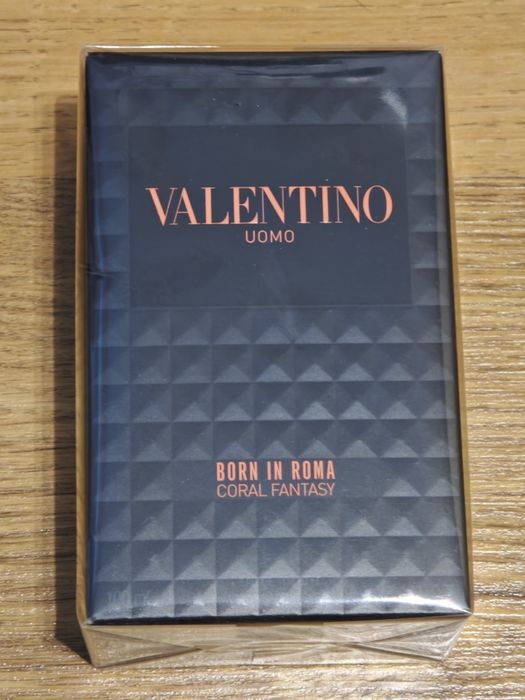 VALENTINO
UOMO
BORN IN ROMA
CORAL FANTASY